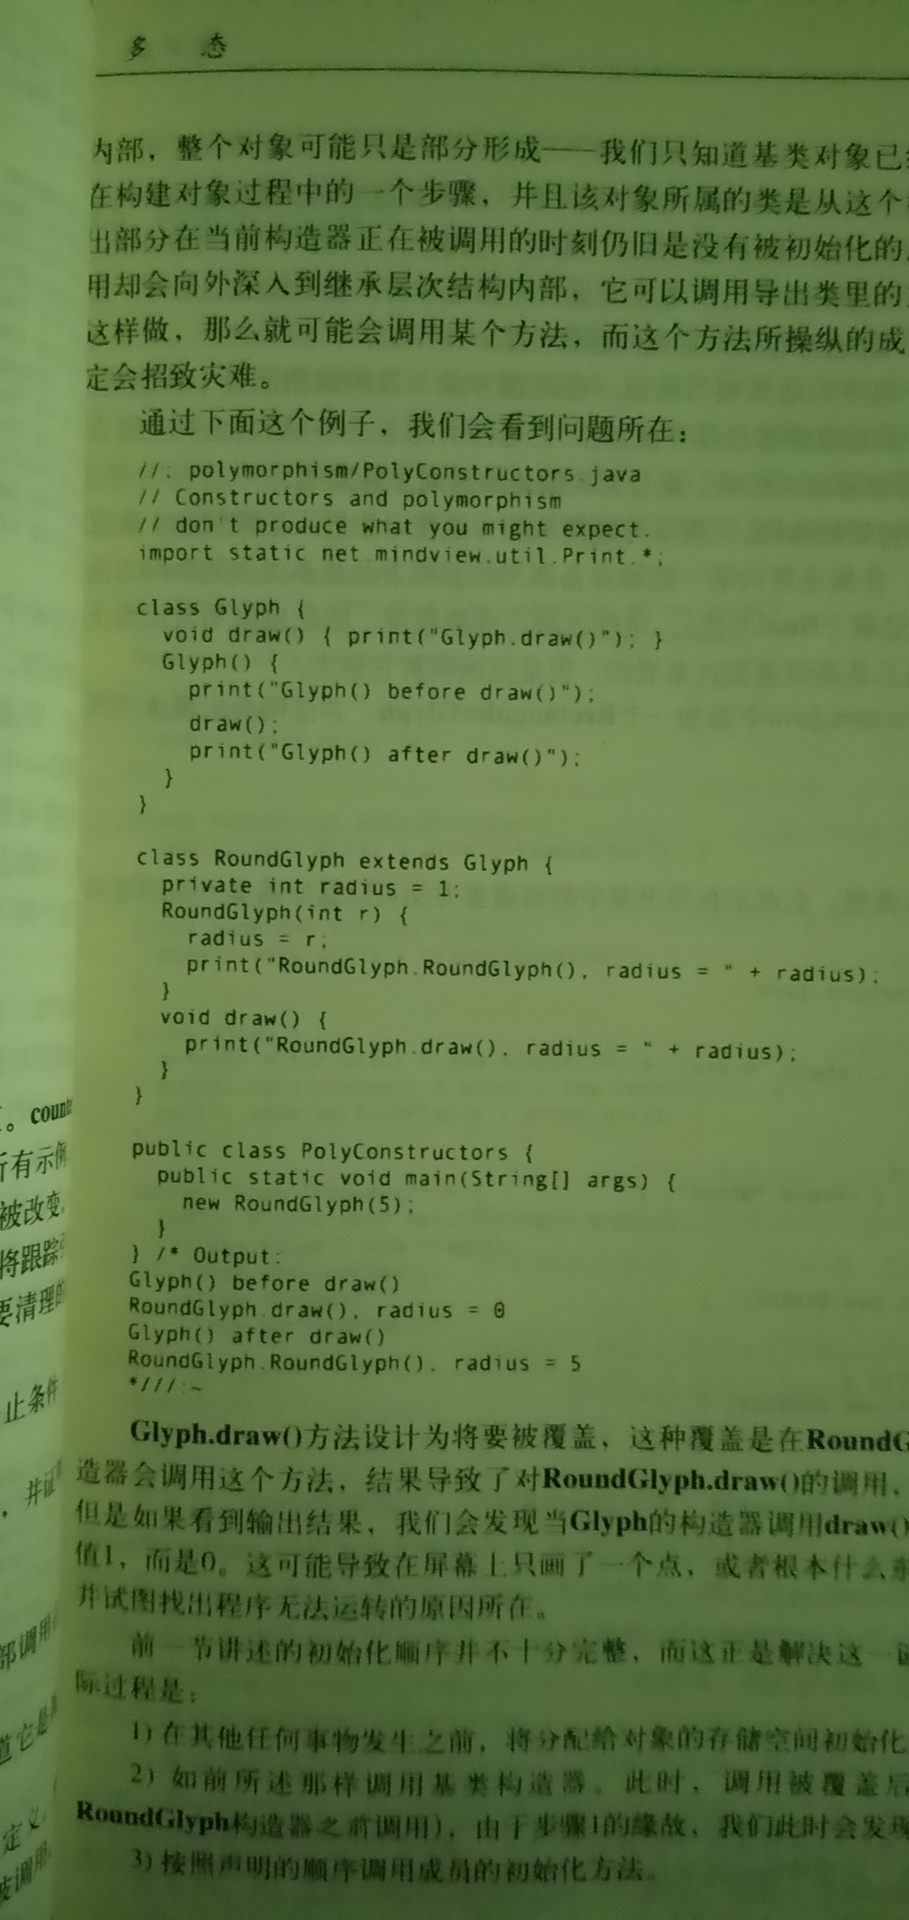 多 态
内部，整个对象可能只是部分形成——我们只知道基类对象已
在构建对象过程中的一个步骤，并且该对象所属的类是从这个
出部分在当前构造器正在被调用的时刻仍旧是没有被初始化的
用却会向外深入到继承层次结构内部，它可以调用导出类里的
这样做，那么就可能会调用某个方法，而这个方法所操纵的成
定会招致灾难。
通过下面这个例子，我们会看到问题所在：
//: polymorphism/PolyConstructors.java
// Constructors and polymorphism
// don't produce what you might expect.
import static net.mindview.util.Print.*;
class Glyph {
void draw() { print("Glyph.draw()"); }
Glyph() {
print("Glyph() before draw()");
draw();
print("Glyph() after draw()");
}
}
class RoundGlyph extends Glyph {
private int radius = 1;
RoundGlyph(int r) {
radius = r;
print("RoundGlyph.RoundGlyph(), radius = " + radius);
}
void draw() {
print("RoundGlyph.draw(), radius = " + radius);
}
}
public class PolyConstructors {
public static void main(String[] args) {
new RoundGlyph(5);
}
} /* Output:
Glyph() before draw()
RoundGlyph.draw(), radius = 0
Glyph() after draw()
RoundGlyph.RoundGlyph(), radius = 5
*///:~
Glyph.draw()方法设计为将要被覆盖，这种覆盖是在RoundG
造器会调用这个方法，结果导致了对RoundGlyph.draw()的调用，
但是如果看到输出结果，我们会发现当Glyph的构造器调用draw()
值1，而是0。这可能导致在屏幕上只画了一个点，或者根本什么东
并试图找出程序无法运转的原因所在。
前一节讲述的初始化顺序并不十分完整，而这正是解决这一
际过程是：
1) 在其他任何事物发生之前，将分配给对象的存储空间初始化
2) 如前所述那样调用基类构造器。此时，调用被覆盖后
RoundGlyph构造器之前调用)，由于步骤1的缘故，我们此时会发现
3) 按照声明的顺序调用成员的初始化方法。
。count
所有示例
被改变
将跟踪
要清理的
止条件
，并试
部调用
道它是
定义
被调用